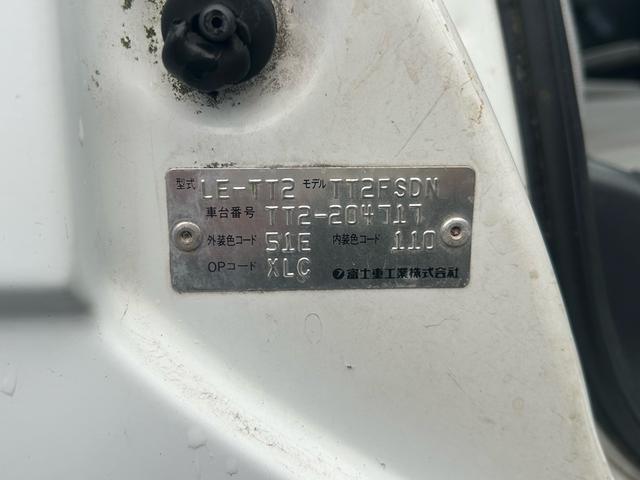 型式 LE-TT2 モデル TT2FSDN
車台番号 TT2-204717
外装色コード 51E 内装色コード 110
OPコード XLC 富士重工業株式会社